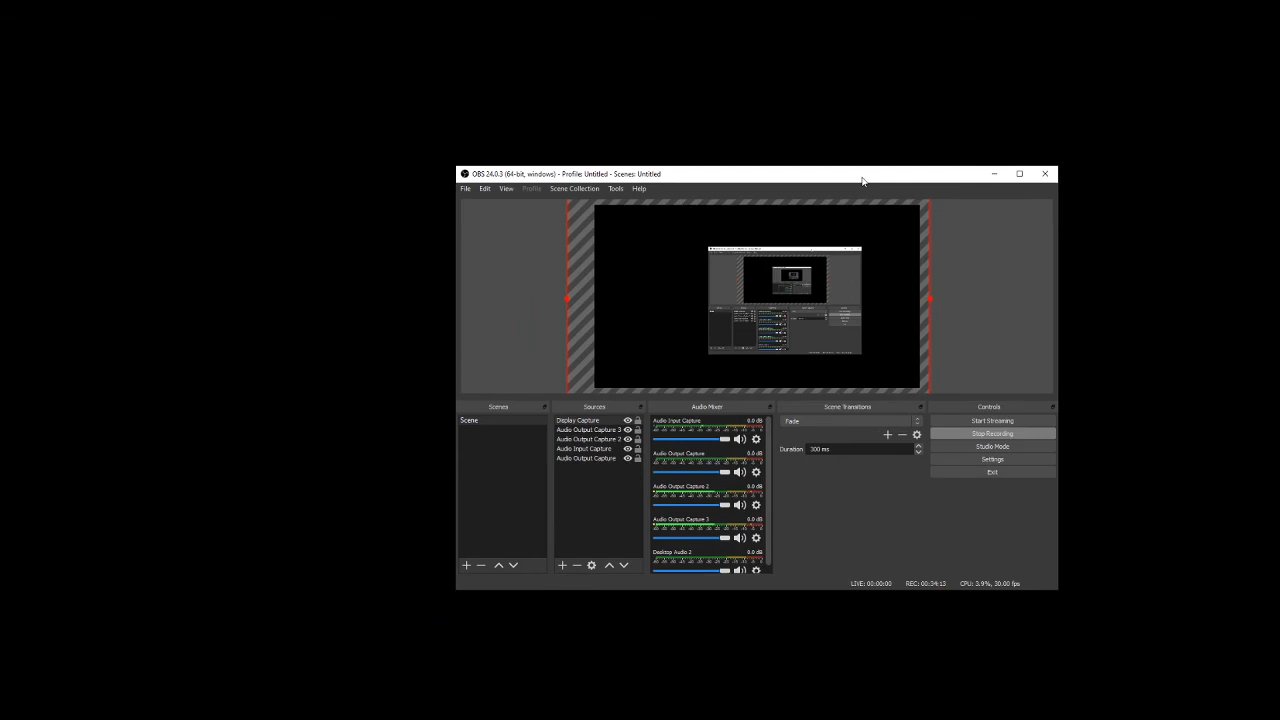 OBS 24.0.3 (64-bit, windows) - Profile: Untitled - Scenes: Untitled
File Edit View Profile Scene Collection Tools Help
Scenes Sources Audio Mixer Scene Transitions Controls
Scene
Display Capture
Audio Output Capture 3
Audio Output Capture 2
Audio Input Capture
Audio Output Capture
Audio Input Capture 0.0 dB
Audio Output Capture 0.0 dB
Audio Output Capture 2 0.0 dB
Audio Output Capture 3 0.0 dB
Desktop Audio 2 0.0 dB
Fade
Duration 300 ms
Start Streaming
Stop Recording
Studio Mode
Settings
Exit
LIVE: 00:00:00 REC: 00:34:13 CPU: 3.9%, 30.00 fps